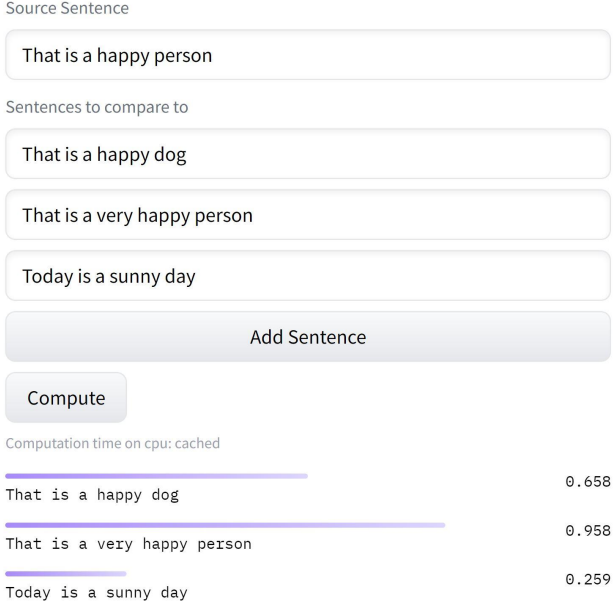 Source Sentence
That is a happy person
Sentences to compare to
That is a happy dog
That is a very happy person
Today is a sunny day
Add Sentence
Compute
Computation time on cpu: cached
0.658
That is a happy dog
0.958
That is a very happy person
0.259
Today is a sunny day